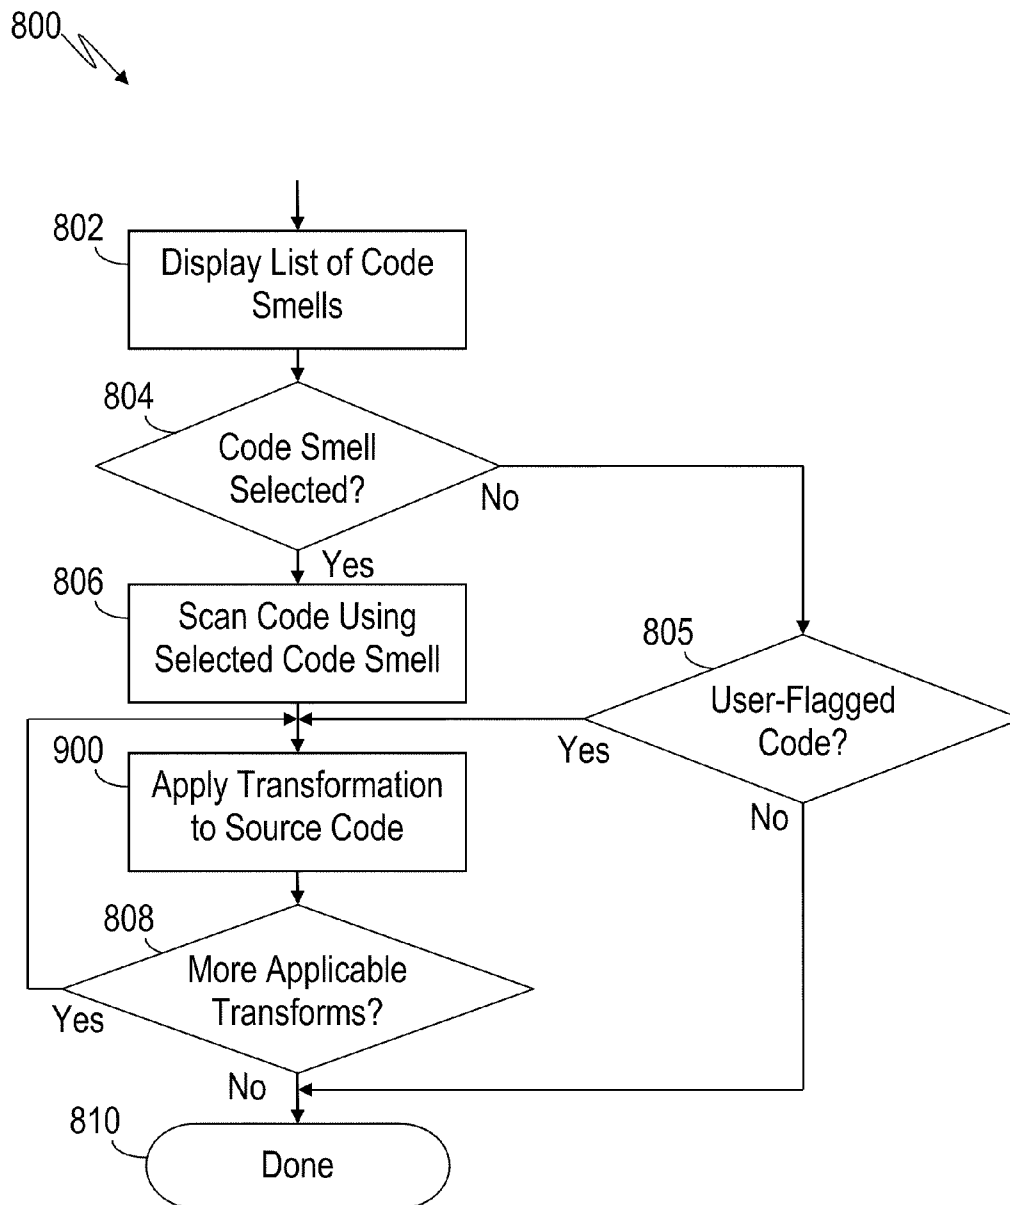 800
802
Display List of Code
Smells
804
Code Smell
Selected?
No
Yes
806
Scan Code Using
Selected Code Smell
805
User-Flagged
Code?
Yes
No
900
Apply Transformation
to Source Code
808
More Applicable
Transforms?
Yes
No
810
Done